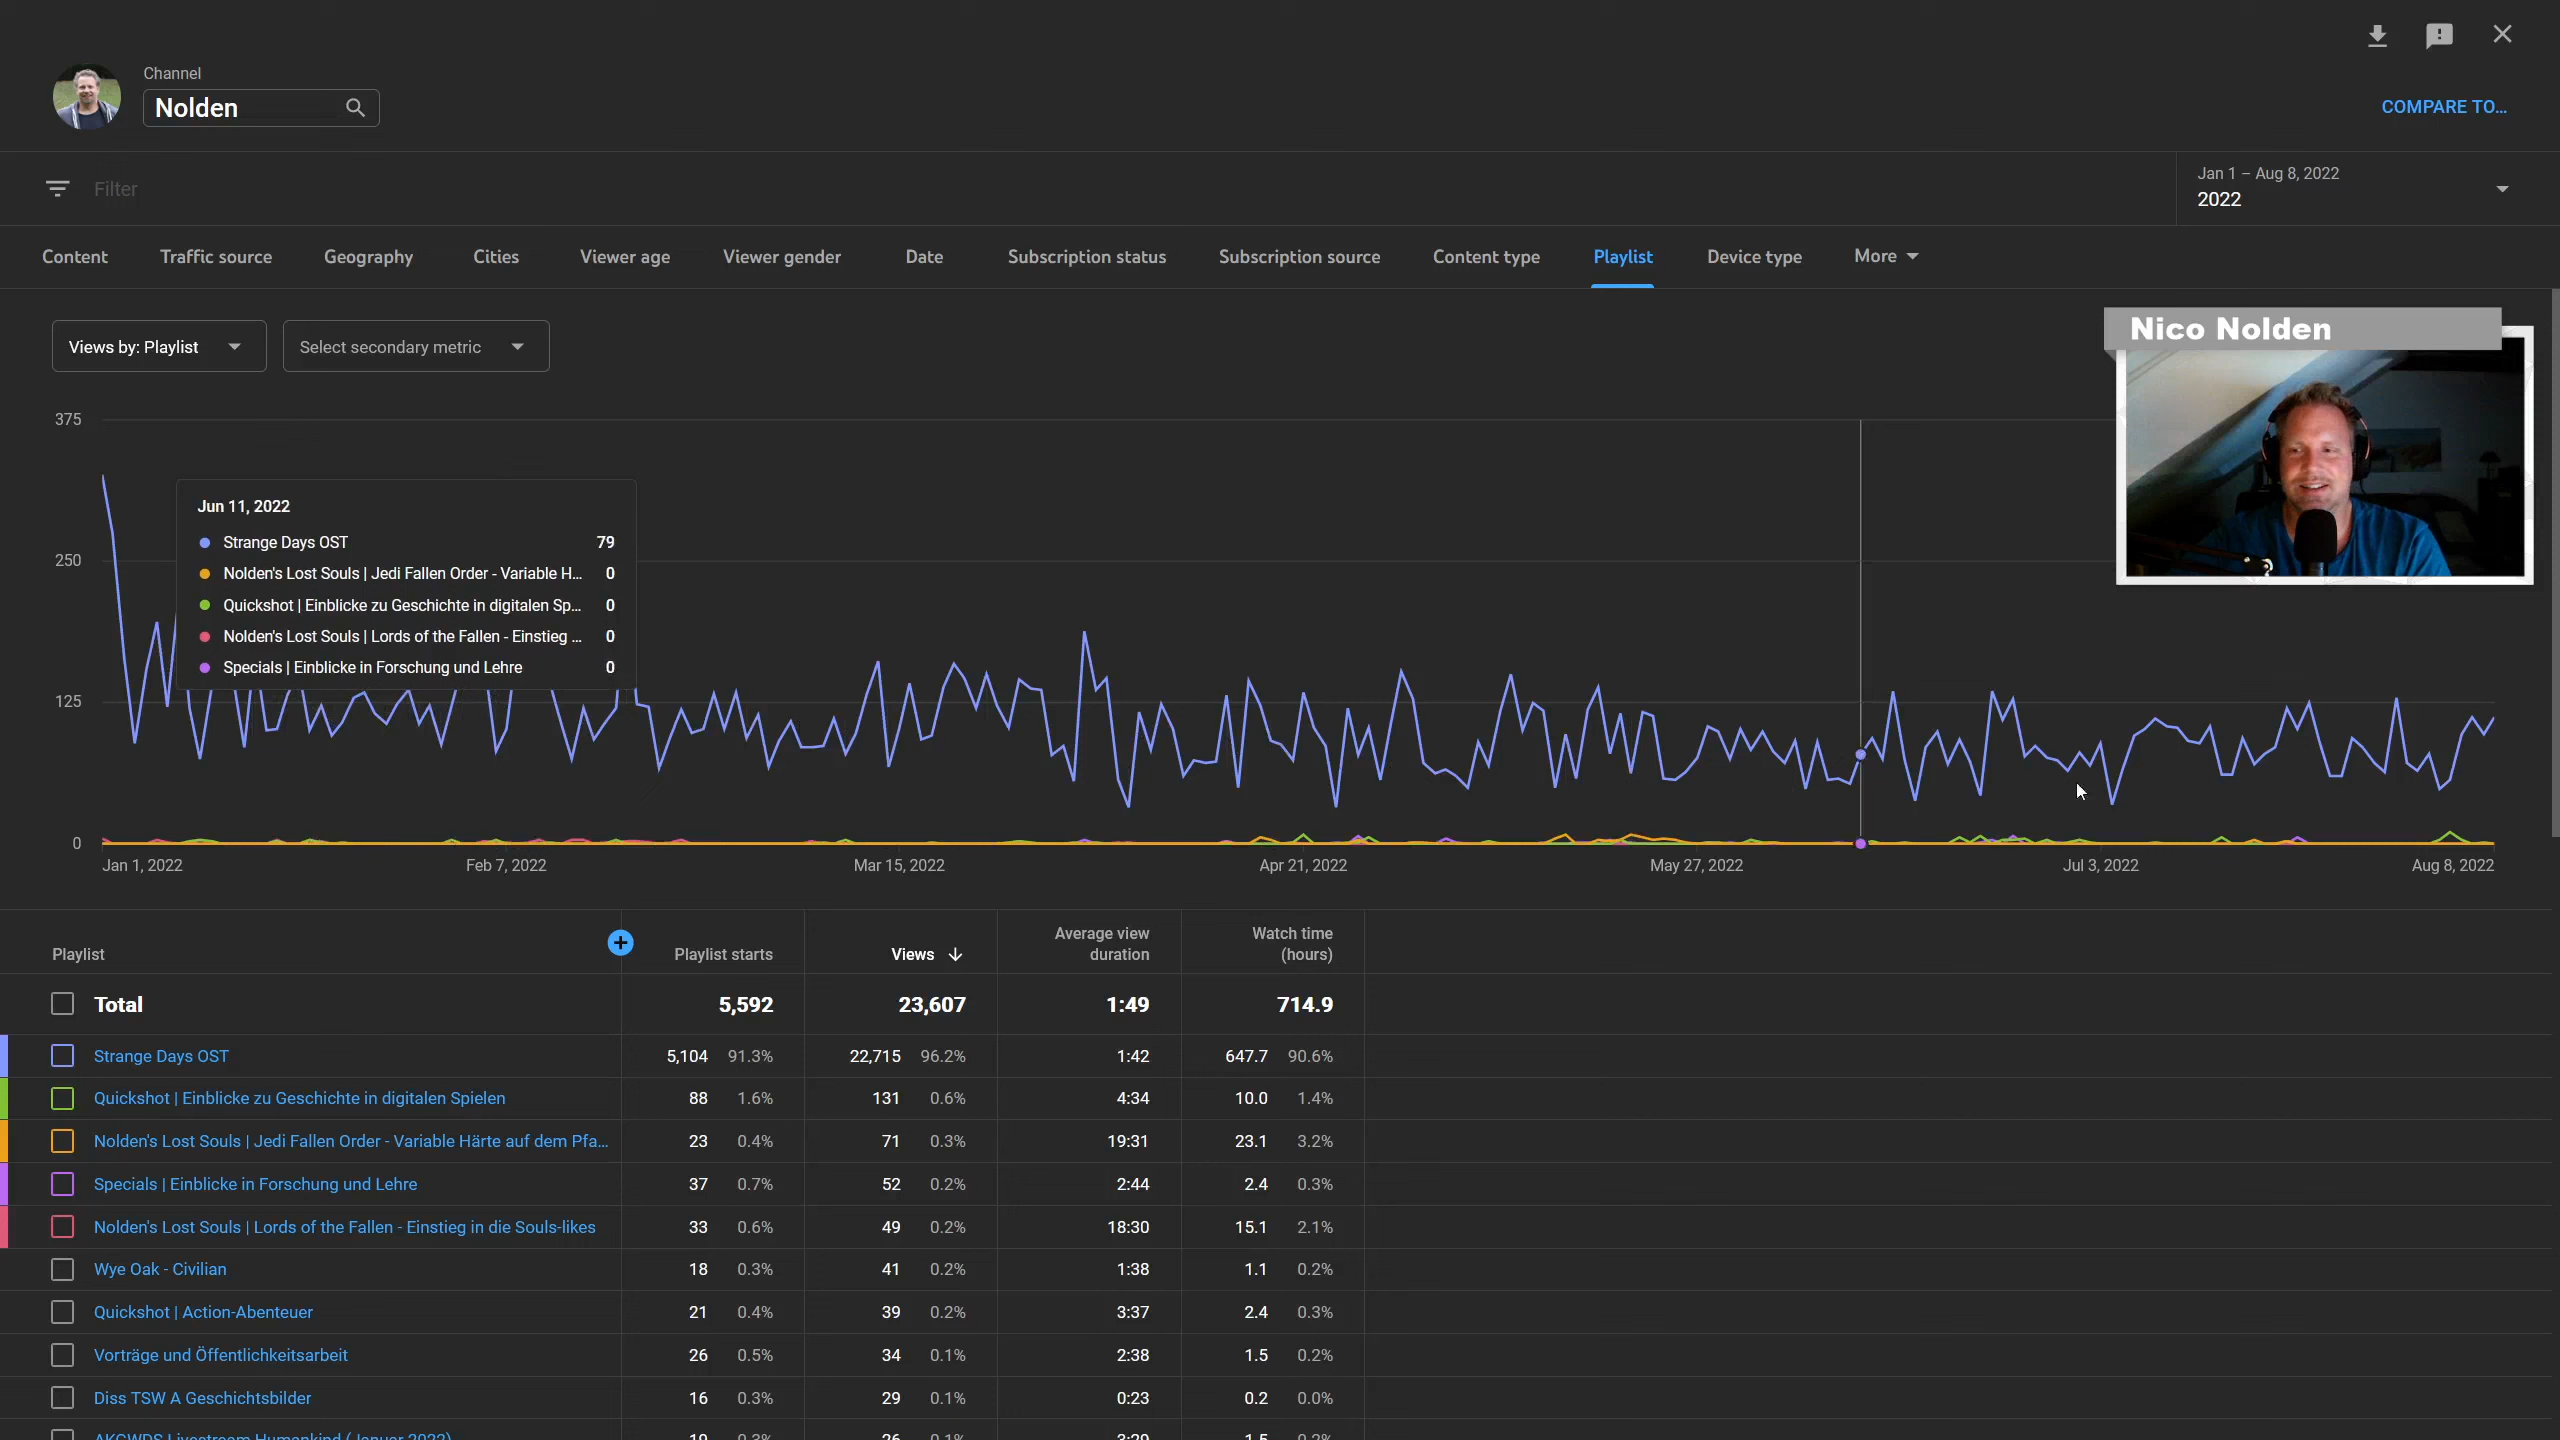 Channel
Nolden
COMPARE TO...
Filter
Jan 1 – Aug 8, 2022
2022
Content Traffic source Geography Cities Viewer age Viewer gender Date Subscription status Subscription source Content type Playlist Device type More
Views by: Playlist Select secondary metric
Nico Nolden
375
250
125
0
Jun 11, 2022
Strange Days OST 79
Nolden's Lost Souls | Jedi Fallen Order - Variable H... 0
Quickshot | Einblicke zu Geschichte in digitalen Sp... 0
Nolden's Lost Souls | Lords of the Fallen - Einstieg ... 0
Specials | Einblicke in Forschung und Lehre 0
Jan 1, 2022 Feb 7, 2022 Mar 15, 2022 Apr 21, 2022 May 27, 2022 Jul 3, 2022 Aug 8, 2022
Playlist Playlist starts Views Average view duration Watch time (hours)
Total 5,592 23,607 1:49 714.9
Strange Days OST 5,104 91.3% 22,715 96.2% 1:42 647.7 90.6%
Quickshot | Einblicke zu Geschichte in digitalen Spielen 88 1.6% 131 0.6% 4:34 10.0 1.4%
Nolden's Lost Souls | Jedi Fallen Order - Variable Härte auf dem Pfa... 23 0.4% 71 0.3% 19:31 23.1 3.2%
Specials | Einblicke in Forschung und Lehre 37 0.7% 52 0.2% 2:44 2.4 0.3%
Nolden's Lost Souls | Lords of the Fallen - Einstieg in die Souls-likes 33 0.6% 49 0.2% 18:30 15.1 2.1%
Wye Oak - Civilian 18 0.3% 41 0.2% 1:38 1.1 0.2%
Quickshot | Action-Abenteuer 21 0.4% 39 0.2% 3:37 2.4 0.3%
Vorträge und Öffentlichkeitsarbeit 26 0.5% 34 0.1% 2:38 1.5 0.2%
Diss TSW A Geschichtsbilder 16 0.3% 29 0.1% 0:23 0.2 0.0%